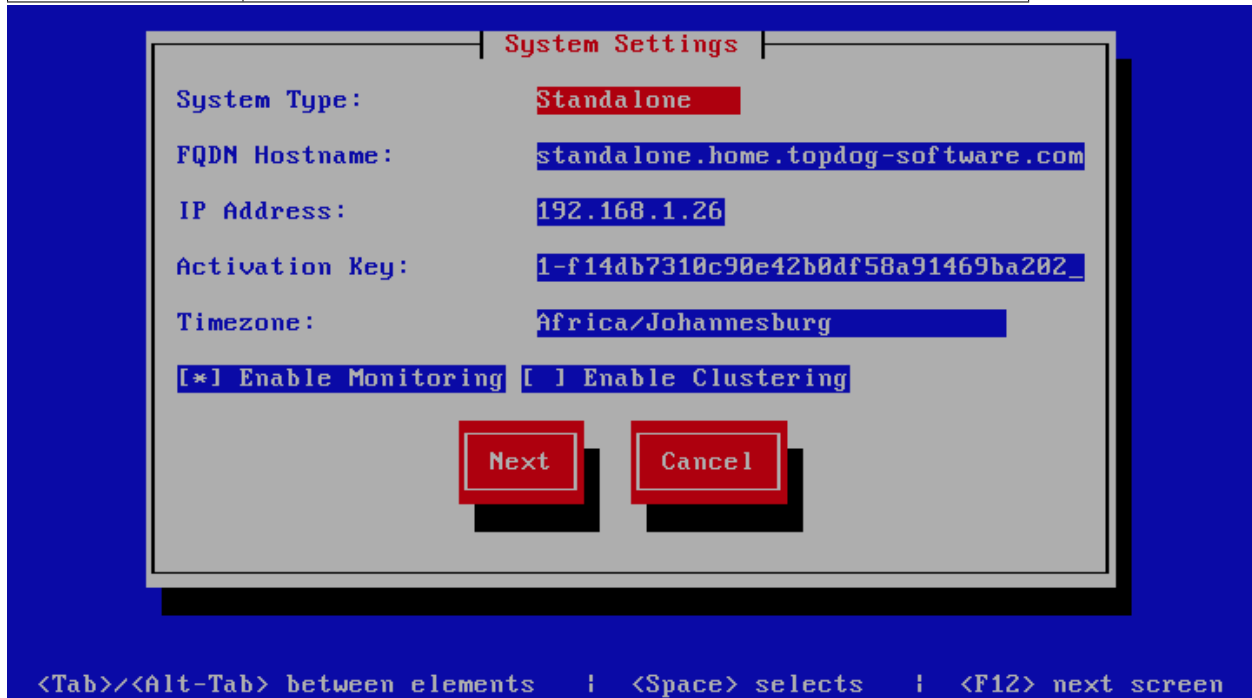 System Settings
System Type: Standalone
FQDN Hostname: standalone.home.topdog-software.com
IP Address: 192.168.1.26
Activation Key: 1-f14db7310c90e42b0df58a91469ba202_
Timezone: Africa/Johannesburg
[*] Enable Monitoring [ ] Enable Clustering
Next Cancel
<Tab>/<Alt-Tab> between elements | <Space> selects | <F12> next screen